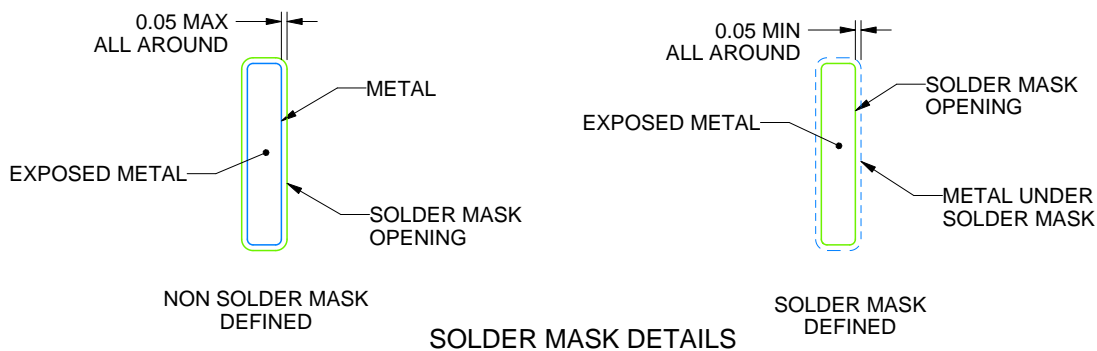 0.05 MAX
ALL AROUND
METAL
EXPOSED METAL
SOLDER MASK
OPENING
NON SOLDER MASK
DEFINED
0.05 MIN
ALL AROUND
SOLDER MASK
OPENING
EXPOSED METAL
METAL UNDER
SOLDER MASK
SOLDER MASK
DEFINED
SOLDER MASK DETAILS